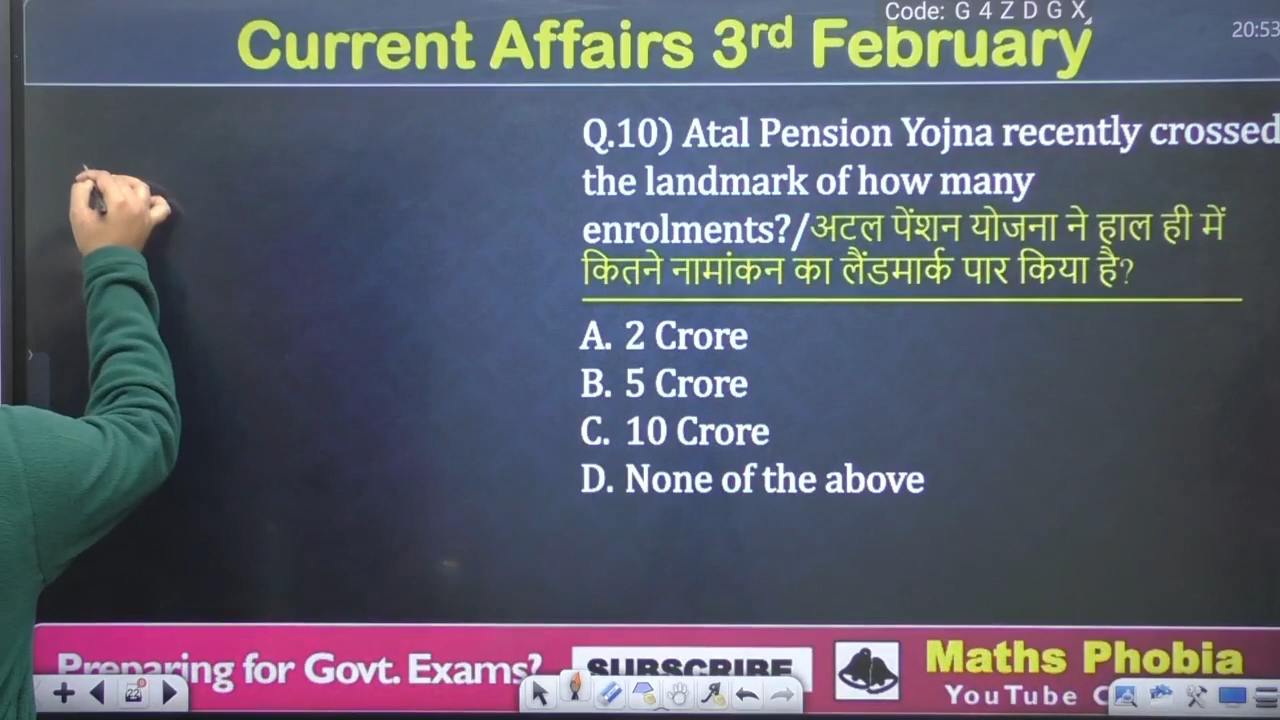 Code: G 4 Z D G X
Current Affairs 3rd February
20:53
Q.10) Atal Pension Yojna recently crossed
the landmark of how many
enrolments?/अटल पेंशन योजना ने हाल ही में
कितने नामांकन का लैंडमार्क पार किया है?
A. 2 Crore
B. 5 Crore
C. 10 Crore
D. None of the above
Preparing for Govt. Exams?
SUBSCRIBE
Maths Phobia
YouTube
22